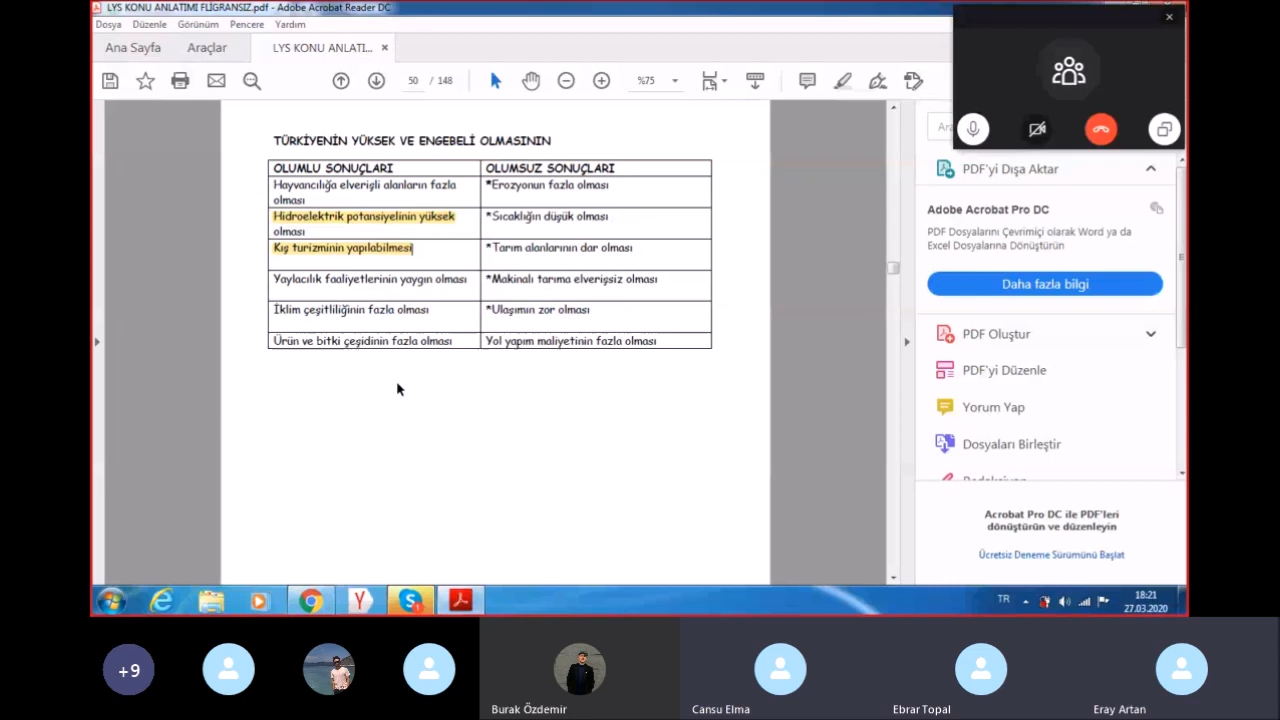 LYS KONU ANLATIMI FLİGRANSIZ.pdf - Adobe Acrobat Reader DC
Dosya Düzenle Görünüm Pencere Yardım
Ana Sayfa Araçlar LYS KONU ANLATI... ×
50 / 148 %75
TÜRKİYENİN YÜKSEK VE ENGEBELİ OLMASININ
OLUMLU SONUÇLARI OLUMSUZ SONUÇLARI
Hayvancılığa elverişli alanların fazla
olması
*Erozyonun fazla olması
Hidroelektrik potansiyelinin yüksek
olması
*Sıcaklığın düşük olması
Kış turizminin yapılabilmesi
*Tarım alanlarının dar olması
Yaylacılık faaliyetlerinin yaygın olması
*Makinalı tarıma elverişsiz olması
İklim çeşitliliğinin fazla olması
*Ulaşımın zor olması
Ürün ve bitki çeşidinin fazla olması
Yol yapım maliyetinin fazla olması
PDF'yi Dışa Aktar
Adobe Acrobat Pro DC
PDF Dosyalarını Çevrimiçi olarak Word ya da
Excel Dosyalarına Dönüştürün
Daha fazla bilgi
PDF Oluştur
PDF'yi Düzenle
Yorum Yap
Dosyaları Birleştir
Acrobat Pro DC ile PDF'leri
dönüştürün ve düzenleyin
Ücretsiz Deneme Sürümünü Başlat
TR
18:21
27.03.2020
+9
Burak Özdemir
Cansu Elma
Ebrar Topal
Eray Artan